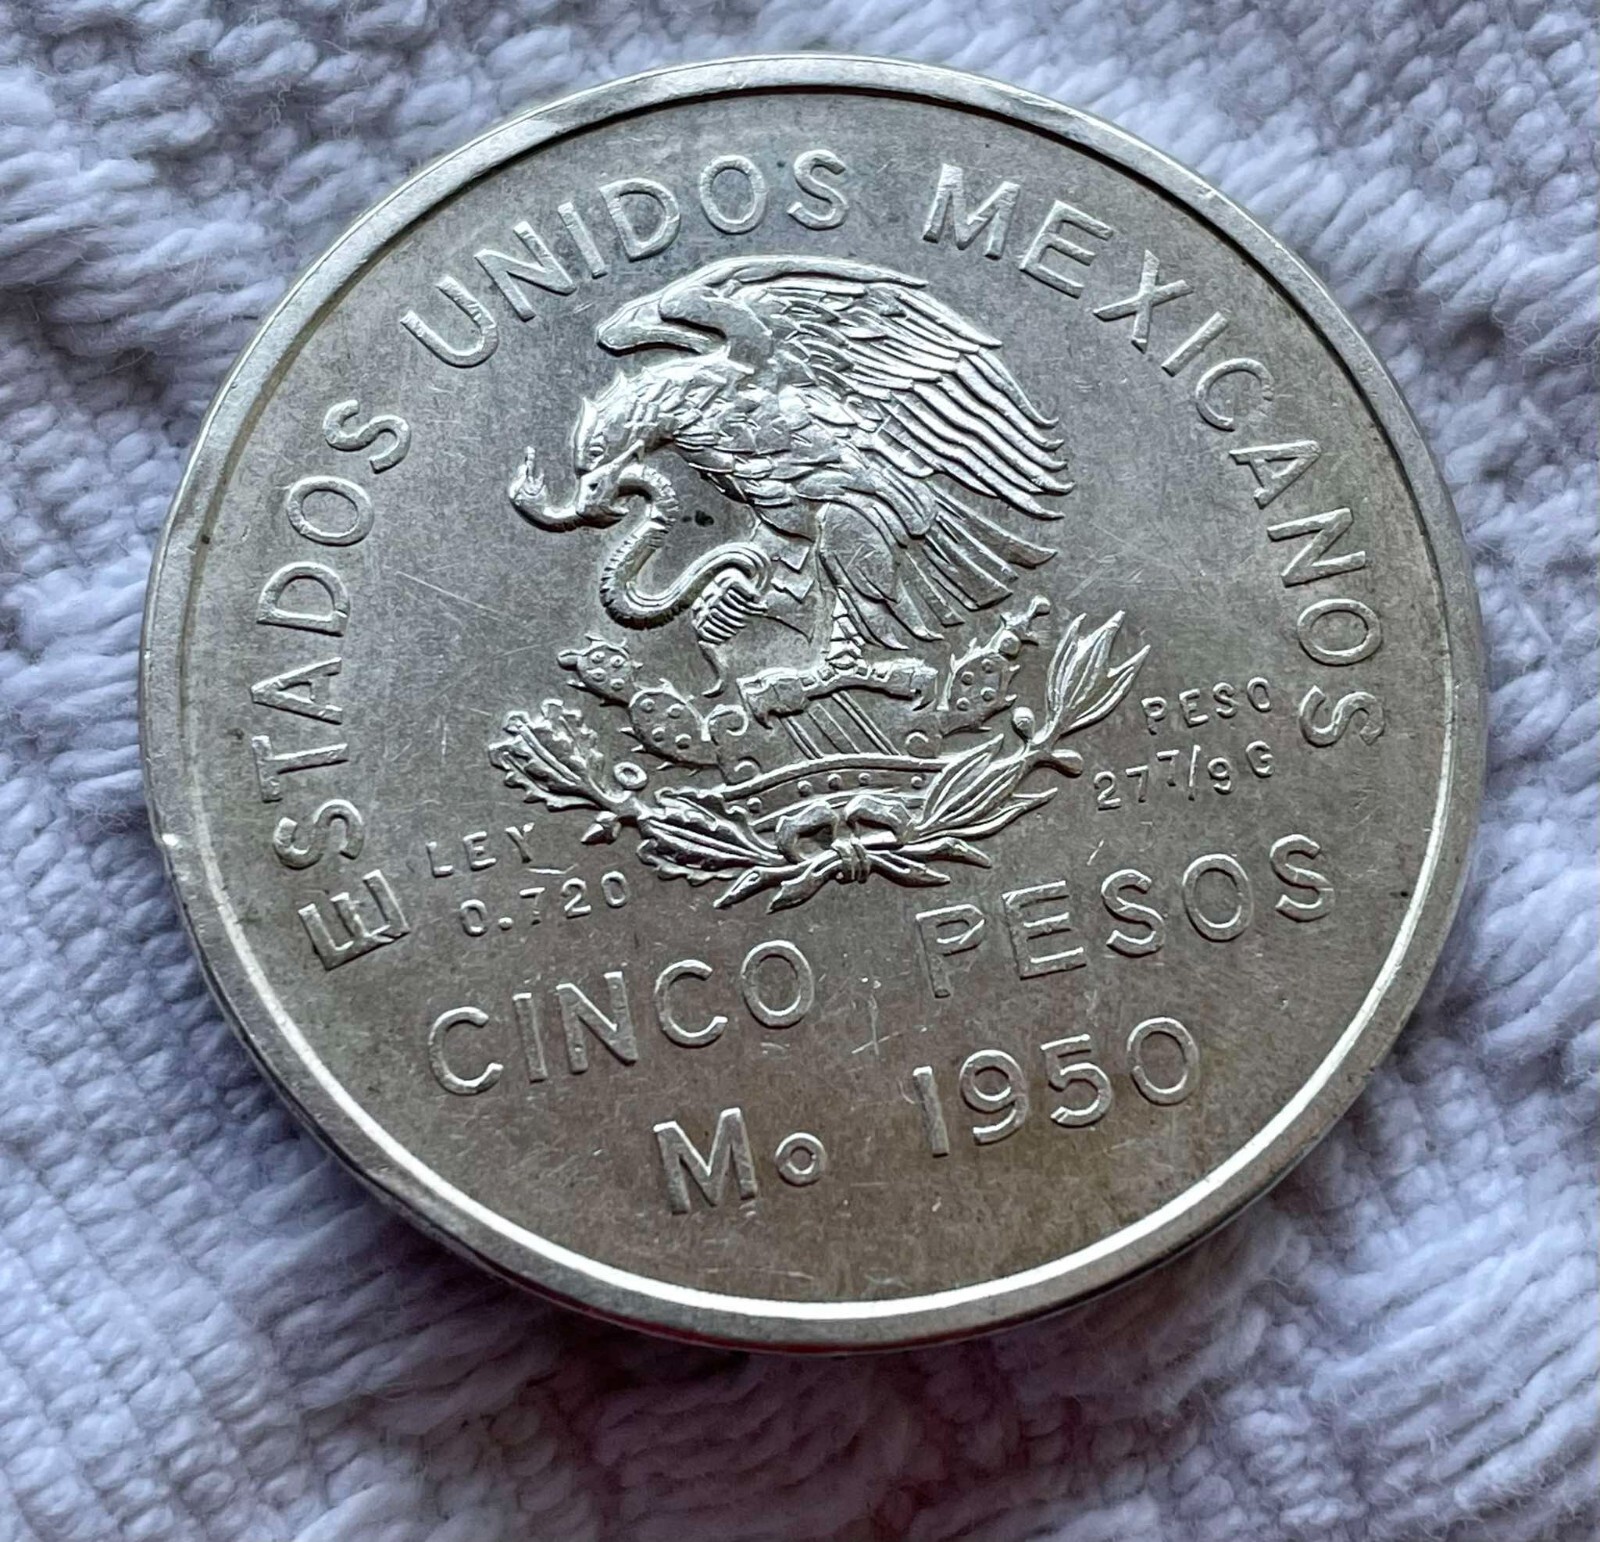 ESTADOS UNIDOS MEXICANOS
PESO
27 7/9 G
LEY
0.720
CINCO PESOS
Mo 1950